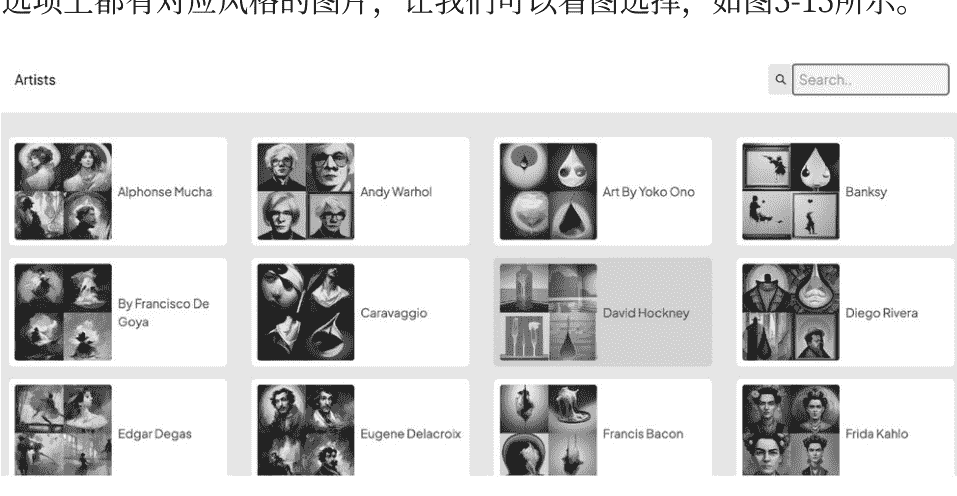 选项上都有对应风格的图片，让我们可以看图选择，如图5-15所示。
Artists
Search..
Alphonse Mucha
Andy Warhol
Art By Yoko Ono
Banksy
By Francisco De
Goya
Caravaggio
David Hockney
Diego Rivera
Edgar Degas
Eugene Delacroix
Francis Bacon
Frida Kahlo